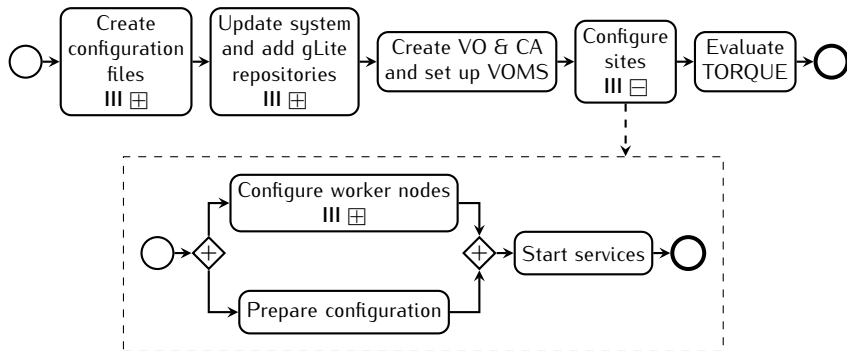 Create
configuration
files
Update system
and add gLite
repositories
Create VO & CA
and set up VOMS
Configure
sites
Evaluate
TORQUE
Configure worker nodes
Prepare configuration
Start services